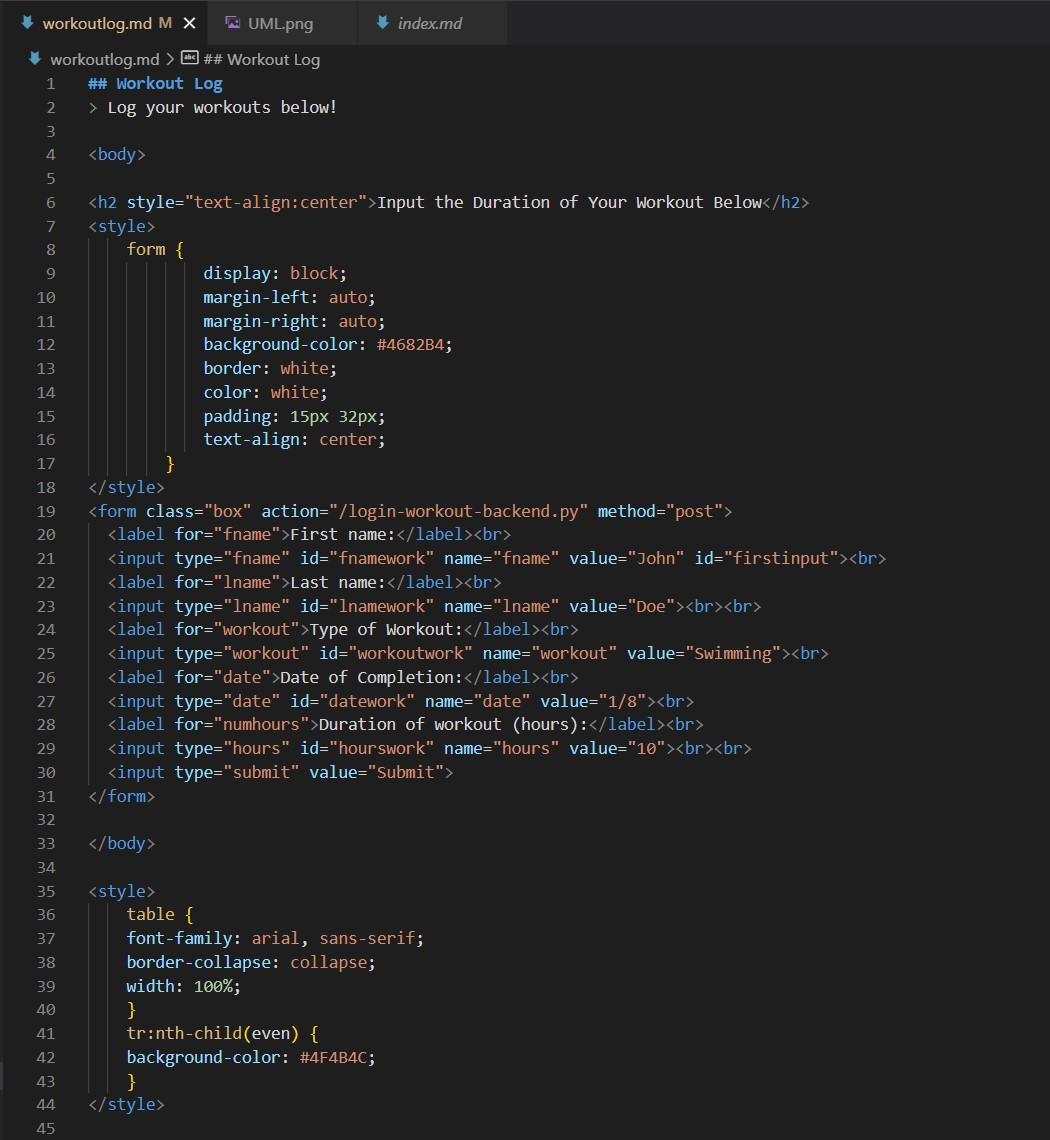 workoutlog.md M ✕ UML.png index.md
workoutlog.md > ## Workout Log
1 ## Workout Log
2 > Log your workouts below!
3
4 <body>
5
6 <h2 style="text-align:center">Input the Duration of Your Workout Below</h2>
7 <style>
8 form {
9 display: block;
10 margin-left: auto;
11 margin-right: auto;
12 background-color: #4682B4;
13 border: white;
14 color: white;
15 padding: 15px 32px;
16 text-align: center;
17 }
18 </style>
19 <form class="box" action="/login-workout-backend.py" method="post">
20 <label for="fname">First name:</label><br>
21 <input type="fname" id="fnamework" name="fname" value="John" id="firstinput"><br>
22 <label for="lname">Last name:</label><br>
23 <input type="lname" id="lnamework" name="lname" value="Doe"><br><br>
24 <label for="workout">Type of Workout:</label><br>
25 <input type="workout" id="workoutwork" name="workout" value="Swimming"><br>
26 <label for="date">Date of Completion:</label><br>
27 <input type="date" id="datework" name="date" value="1/8"><br>
28 <label for="numhours">Duration of workout (hours):</label><br>
29 <input type="hours" id="hourswork" name="hours" value="10"><br><br>
30 <input type="submit" value="Submit">
31 </form>
32
33 </body>
34
35 <style>
36 table {
37 font-family: arial, sans-serif;
38 border-collapse: collapse;
39 width: 100%;
40 }
41 tr:nth-child(even) {
42 background-color: #4F4B4C;
43 }
44 </style>
45